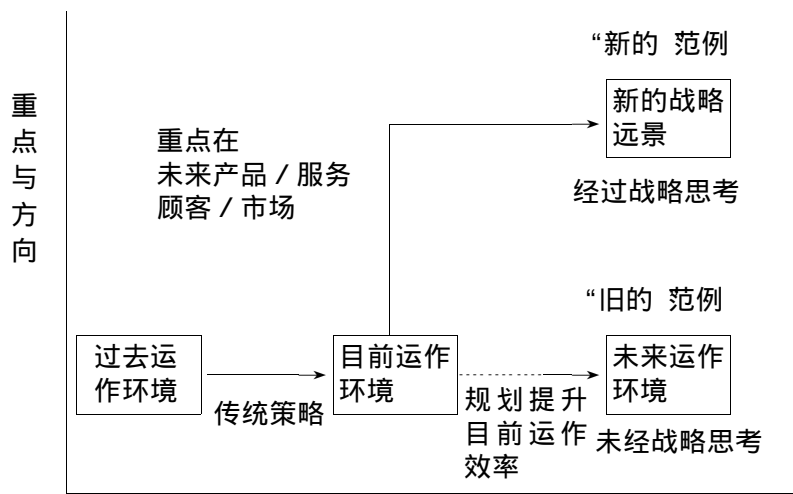 “新的 范例
重
点
与
方
向
新的战略
远景
重点在
未来产品/服务
顾客/市场
经过战略思考
“旧的 范例
过去运
作环境
传统策略
目前运作
环境
规划提升
目前运作
效率
未来运作
环境
未经战略思考